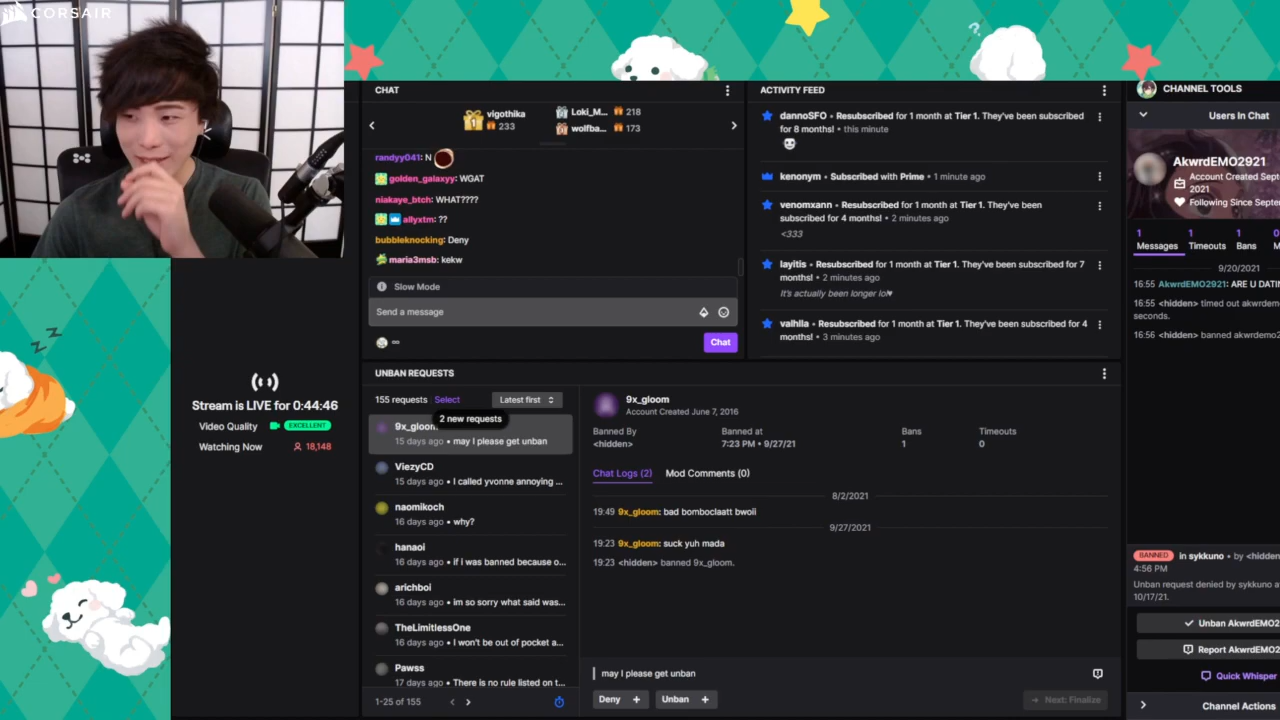 CORSAIR
CHAT
vigothika
233
Loki_M... 218
wolfba... 173
randyy041: N
golden_galaxyy: WGAT
niakaye_btch: WHAT????
allyxtm: ??
bubbleknocking: Deny
maria3msb: kekw
Slow Mode
Send a message
Chat
ACTIVITY FEED
dannoSFO • Resubscribed for 1 month at Tier 1. They've been subscribed
for 8 months! • this minute
kenonym • Subscribed with Prime • 1 minute ago
venomxann • Resubscribed for 1 month at Tier 1. They've been
subscribed for 4 months! • 2 minutes ago
<333
layitis • Resubscribed for 1 month at Tier 1. They've been subscribed for 7
months! • 2 minutes ago
It's actually been longer lol♥
valhlla • Resubscribed for 1 month at Tier 1. They've been subscribed for 4
months! • 3 minutes ago
CHANNEL TOOLS
Users In Chat
AkwrdEMO2921
Account Created Sept
2021
Following Since Septe
1 1 1 0
Messages Timeouts Bans M
9/20/2021
16:55 AkwrdEMO2921: ARE U DATIN
16:55 <hidden> timed out akwrdemo
seconds.
16:56 <hidden> banned akwrdemo2
BANNED in sykkuno • by <hidden
4:56 PM
Unban request denied by sykkuno a
10/17/21.
Unban AkwrdEMO2
Report AkwrdEMO2
Quick Whisper
Channel Actions
Stream is LIVE for 0:44:46
Video Quality EXCELLENT
Watching Now 18,148
UNBAN REQUESTS
155 requests Select Latest first
2 new requests
9x_gloom
15 days ago • may I please get unban
ViezyCD
15 days ago • I called yvonne annoying ...
naomikoch
16 days ago • why?
hanaoi
16 days ago • if i was banned because o...
arichboi
16 days ago • im so sorry what said was...
TheLimitlessOne
16 days ago • I won't be out of pocket a...
Pawss
17 days ago • There is no rule listed on t...
1-25 of 155
9x_gloom
Account Created June 7, 2016
Banned By Banned at Bans Timeouts
<hidden> 7:23 PM • 9/27/21 1 0
Chat Logs (2) Mod Comments (0)
8/2/2021
19:49 9x_gloom: bad bomboclaatt bwoii
9/27/2021
19:23 9x_gloom: suck yuh mada
19:23 <hidden> banned 9x_gloom.
may I please get unban
Deny + Unban + → Next: Finalize